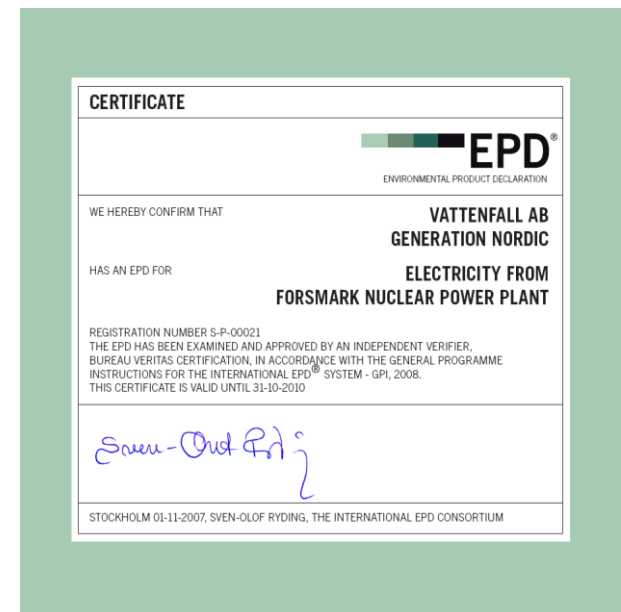 CERTIFICATE
EPD®
ENVIRONMENTAL PRODUCT DECLARATION
WE HEREBY CONFIRM THAT
VATTENFALL AB
GENERATION NORDIC
HAS AN EPD FOR
ELECTRICITY FROM
FORSMARK NUCLEAR POWER PLANT
REGISTRATION NUMBER S-P-00021
THE EPD HAS BEEN EXAMINED AND APPROVED BY AN INDEPENDENT VERIFIER,
BUREAU VERITAS CERTIFICATION, IN ACCORDANCE WITH THE GENERAL PROGRAMME
INSTRUCTIONS FOR THE INTERNATIONAL EPD® SYSTEM - GPI, 2008.
THIS CERTIFICATE IS VALID UNTIL 31-10-2010
STOCKHOLM 01-11-2007, SVEN-OLOF RYDING, THE INTERNATIONAL EPD CONSORTIUM